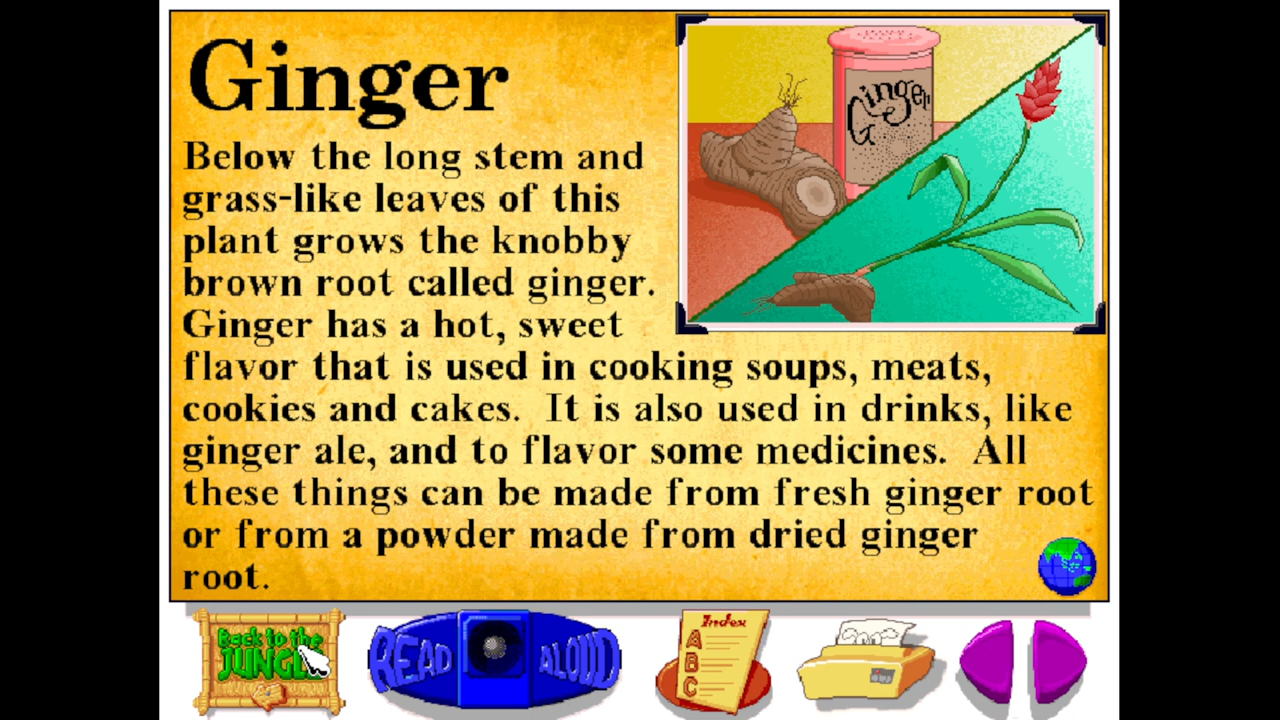 Ginger
Ginger
Below the long stem and
grass-like leaves of this
plant grows the knobby
brown root called ginger.
Ginger has a hot, sweet
flavor that is used in cooking soups, meats,
cookies and cakes. It is also used in drinks, like
ginger ale, and to flavor some medicines. All
these things can be made from fresh ginger root
or from a powder made from dried ginger
root.
Back to the
JUNGLE
READ ALOUD
Index
A
B
C